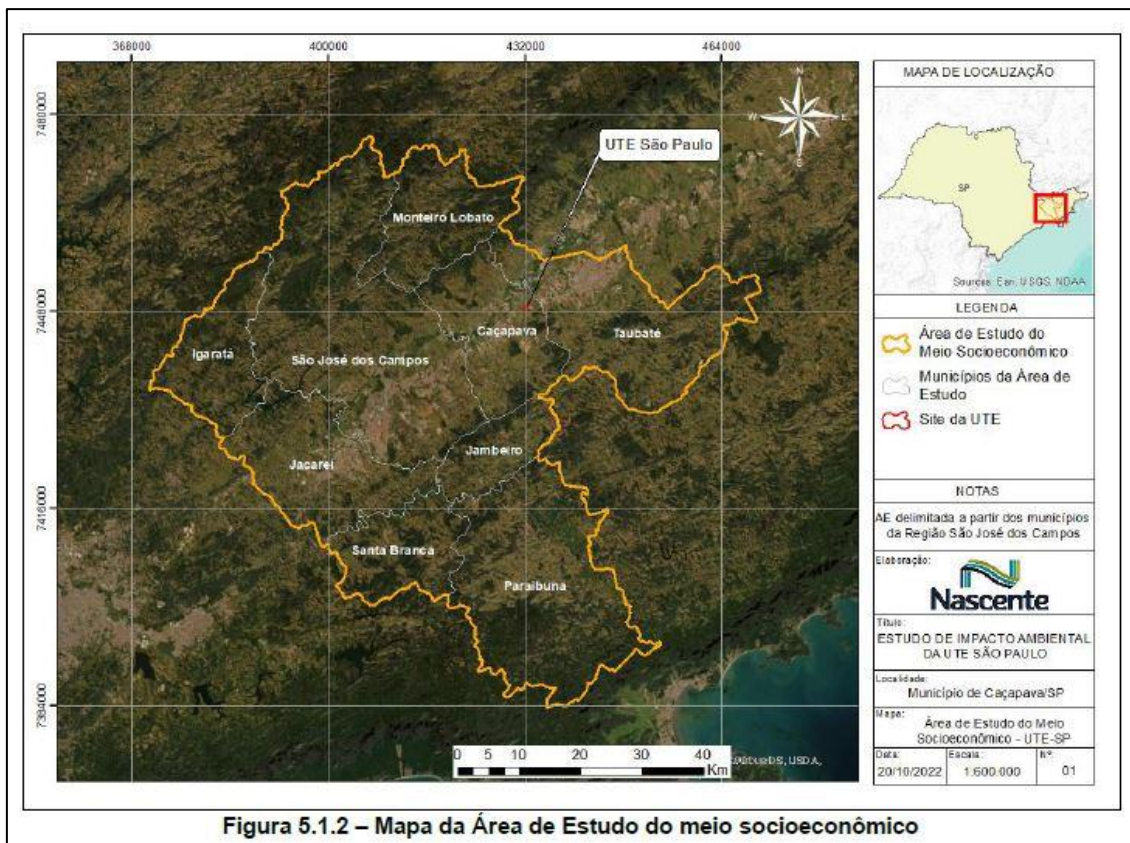 368000 400000 432000 464000
7480000
7448000
7416000
7384000
N
W E
S
UTE São Paulo
Monteiro Lobato
Igaratá
São José dos Campos
Caçapava
Taubaté
Jacareí
Jambeiro
Santa Branca
Paraibuna
0 5 10 20 30 40
Km
USDA,
MAPA DE LOCALIZAÇÃO
SP
Sources: Esri, USGS, NOAA
LEGENDA
Área de Estudo do
Meio Socioeconômico
Municípios da Área de
Estudo
Site da UTE
NOTAS
AE delimitada a partir dos municípios
da Região São José dos Campos
Elaboração:
Nascente
Título:
ESTUDO DE IMPACTO AMBIENTAL
DA UTE SÃO PAULO
Localidade:
Município de Caçapava/SP
Mapa:
Área de Estudo do Meio
Socioeconômico - UTE-SP
Data: Escala: Nº
20/10/2022 1:600.000 01
Figura 5.1.2 – Mapa da Área de Estudo do meio socioeconômico